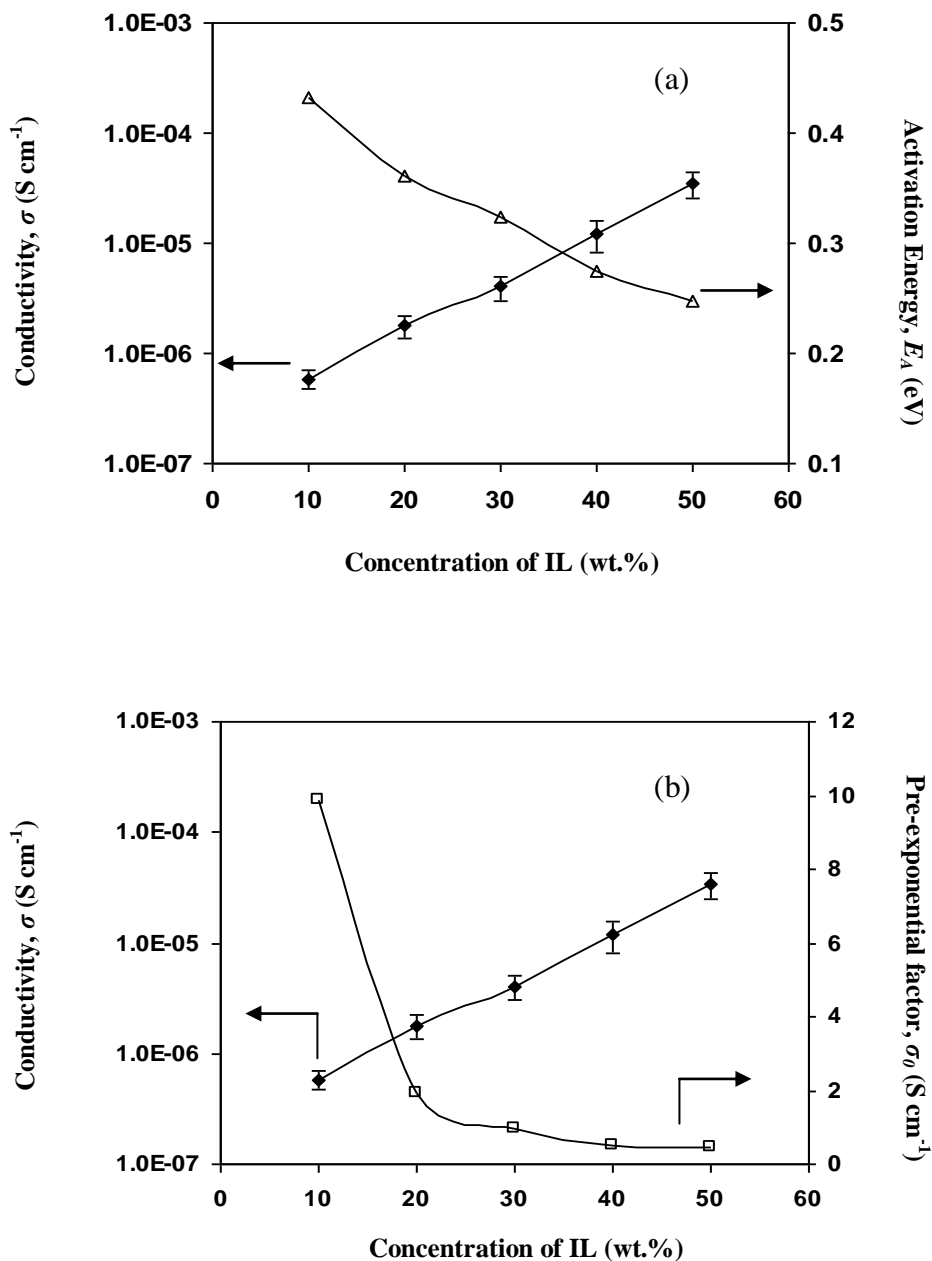 1.0E-03
1.0E-04
1.0E-05
1.0E-06
1.0E-07
Conductivity, σ (S cm⁻¹)
0.5
0.4
0.3
0.2
0.1
Activation Energy, E_A (eV)
(a)
0 10 20 30 40 50 60
Concentration of IL (wt.%)
1.0E-03
1.0E-04
1.0E-05
1.0E-06
1.0E-07
Conductivity, σ (S cm⁻¹)
12
10
8
6
4
2
0
Pre-exponential factor, σ₀ (S cm⁻¹)
(b)
0 10 20 30 40 50 60
Concentration of IL (wt.%)